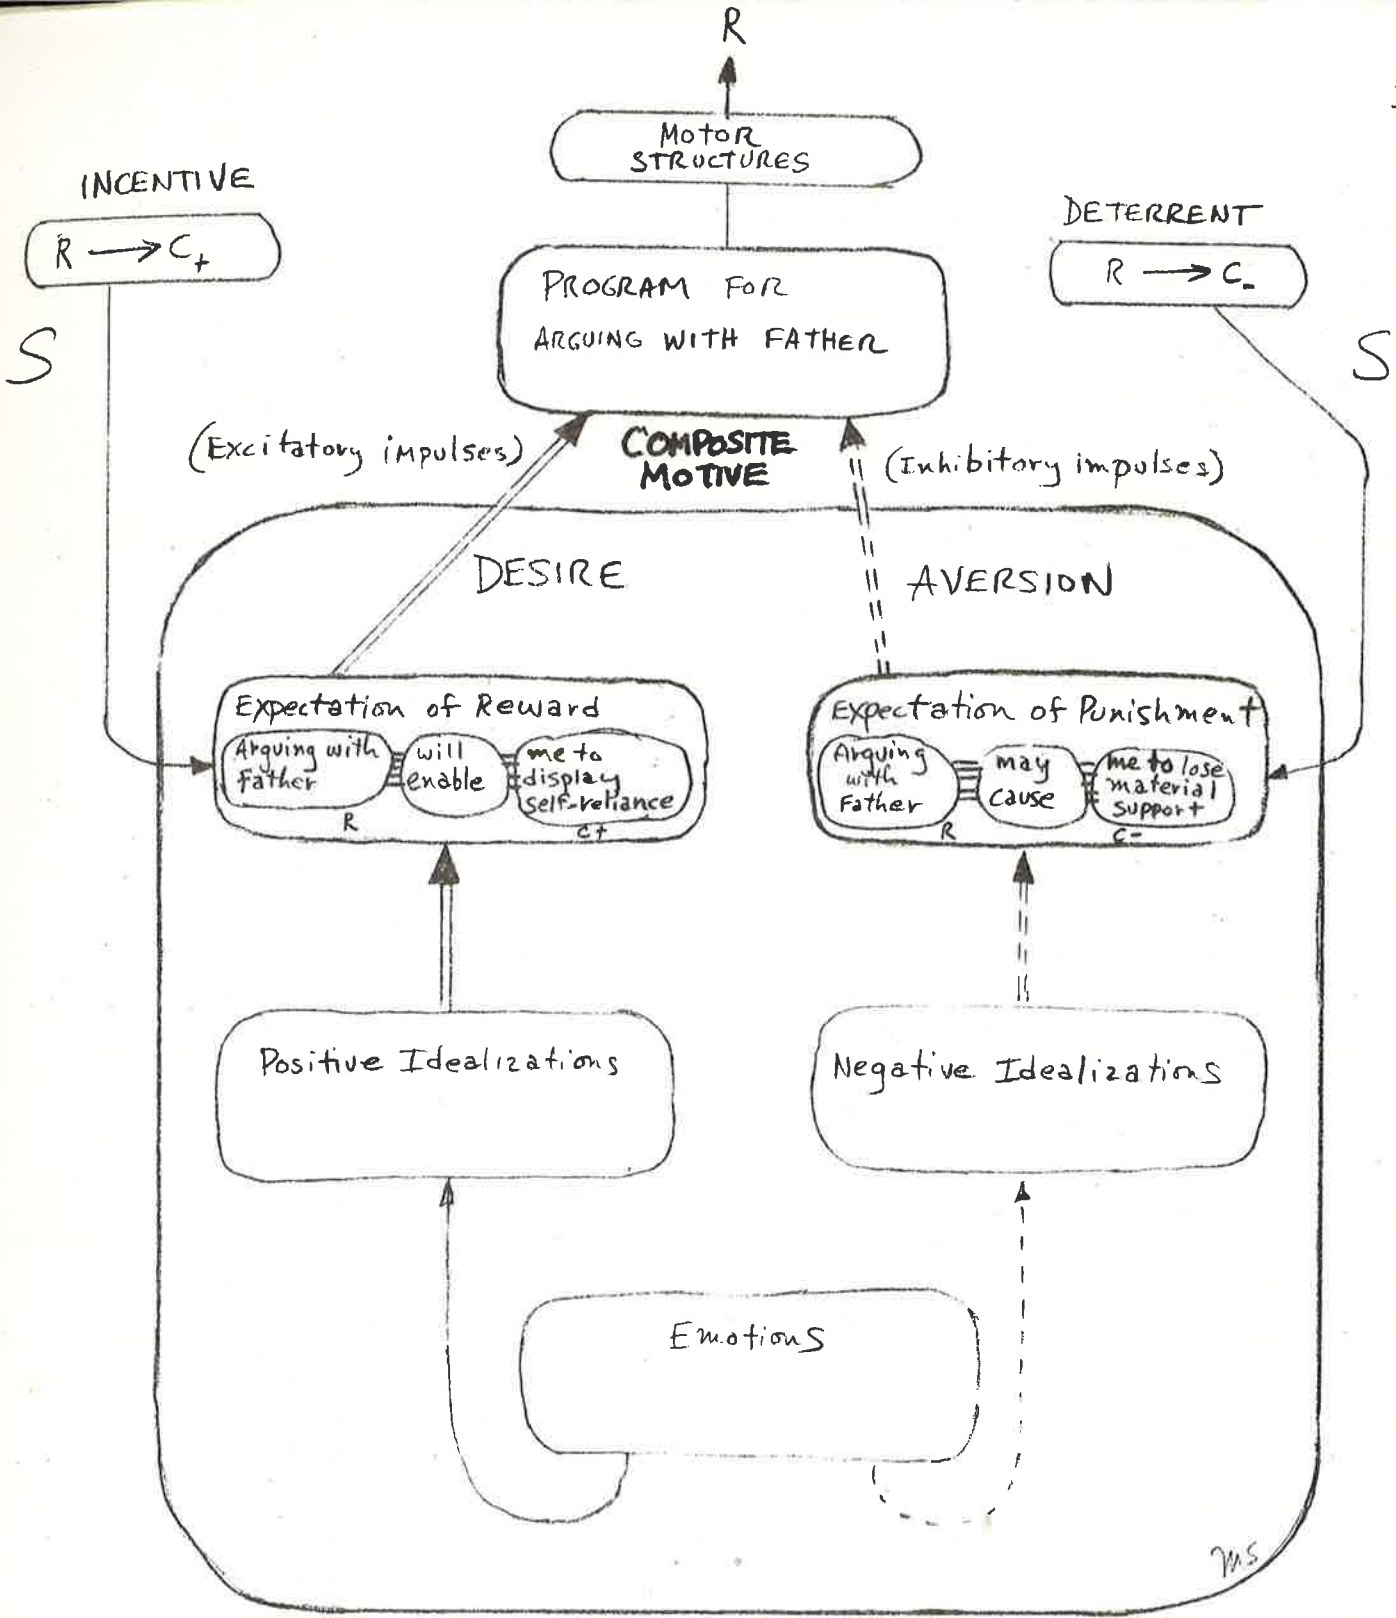 R
MOTOR
STRUCTURES
INCENTIVE
R → C+
DETERRENT
R → C-
S
S
PROGRAM FOR
ARGUING WITH FATHER
(Excitatory impulses)
COMPOSITE
MOTIVE
(Inhibitory impulses)
DESIRE
AVERSION
Expectation of Reward
Arguing with
Father
will
enable
me to
display
self-reliance
R
C+
Expectation of Punishment
Arguing
with
Father
may
cause
me to lose
material
support
R
C-
Positive Idealizations
Negative Idealizations
Emotions
MS